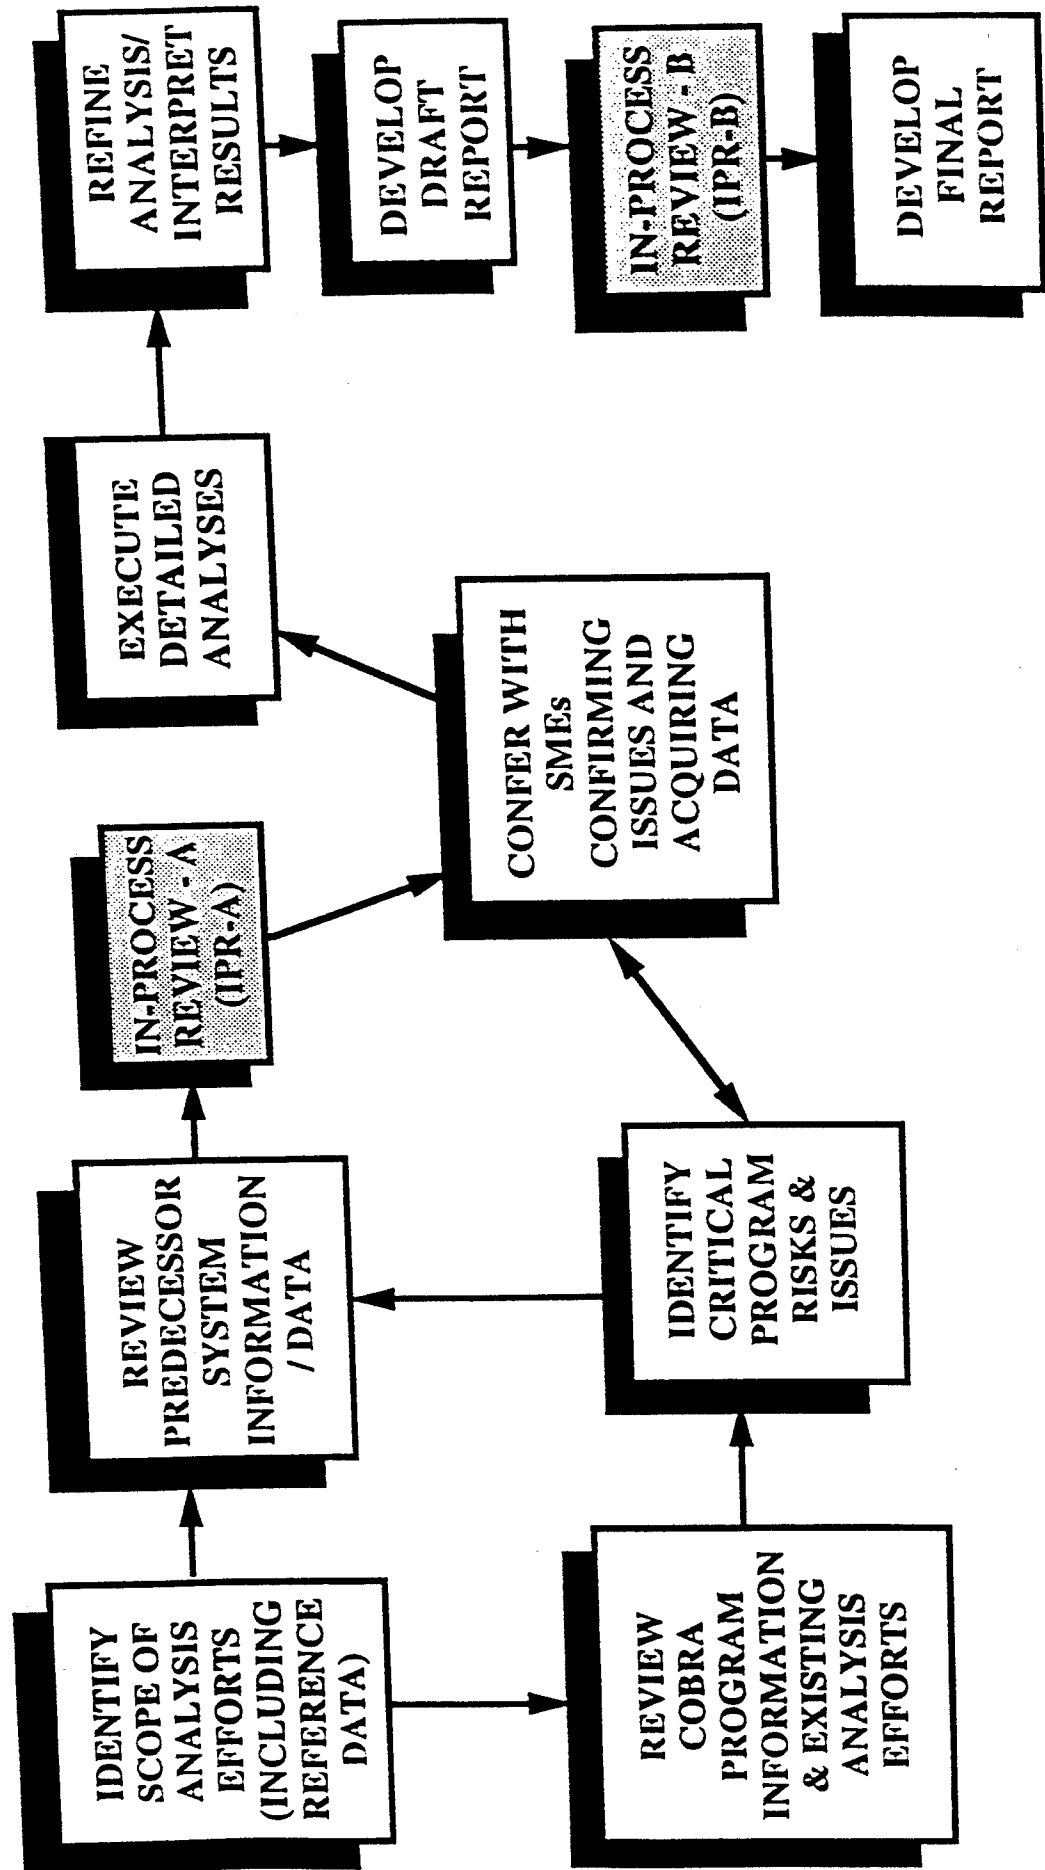 IDENTIFY
SCOPE OF
ANALYSIS
EFFORTS
(INCLUDING
REFERENCE
DATA)
REVIEW
PREDECESSOR
SYSTEM
INFORMATION
/ DATA
IN-PROCESS
REVIEW - A
(IPR-A)
EXECUTE
DETAILED
ANALYSES
REFINE
ANALYSIS/
INTERPRET
RESULTS
DEVELOP
DRAFT
REPORT
IN-PROCESS
REVIEW - B
(IPR-B)
DEVELOP
FINAL
REPORT
CONFER WITH
SMEs
CONFIRMING
ISSUES AND
ACQUIRING
DATA
REVIEW
COBRA
PROGRAM
INFORMATION
& EXISTING
ANALYSIS
EFFORTS
IDENTIFY
CRITICAL
PROGRAM
RISKS &
ISSUES